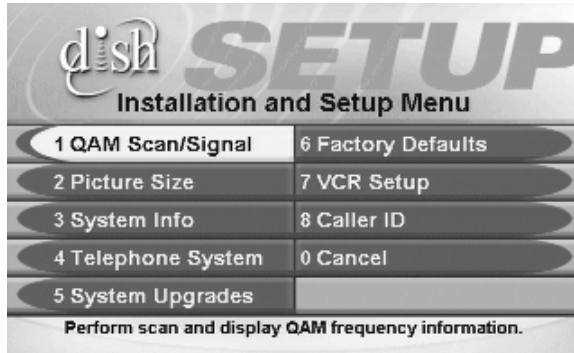 dish SETUP
Installation and Setup Menu
1 QAM Scan/Signal
2 Picture Size
3 System Info
4 Telephone System
5 System Upgrades
6 Factory Defaults
7 VCR Setup
8 Caller ID
0 Cancel
Perform scan and display QAM frequency information.